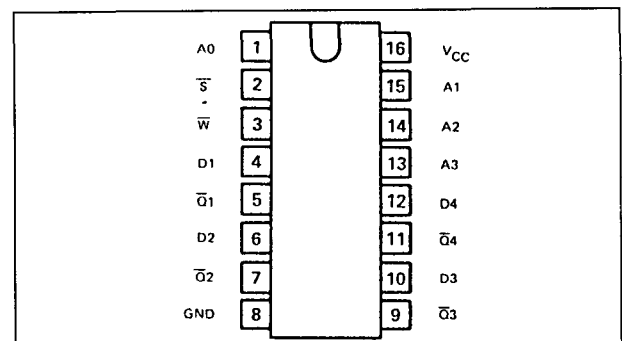 A0 1 16 V_CC
S̅ 2 15 A1
W̅ 3 14 A2
D1 4 13 A3
Q̅1 5 12 D4
D2 6 11 Q̅4
Q̅2 7 10 D3
GND 8 9 Q̅3